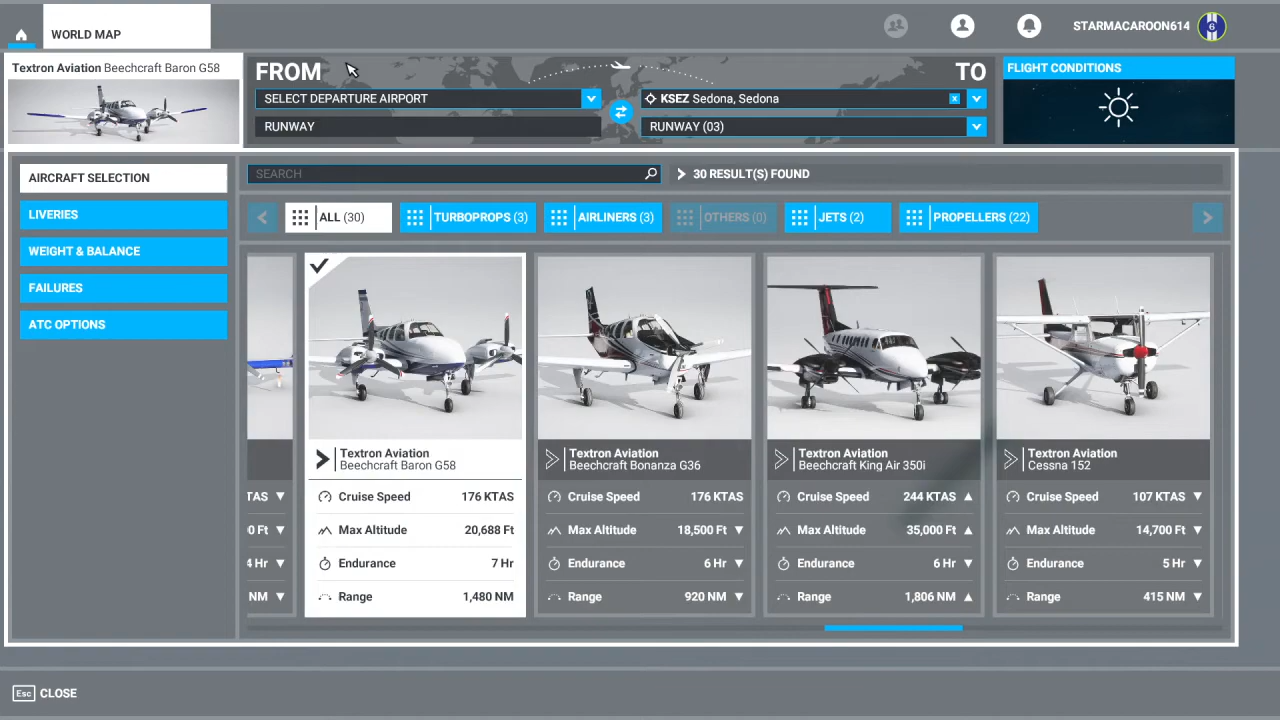 WORLD MAP
STARMACAROON614
6
Textron Aviation Beechcraft Baron G58
FROM
TO
SELECT DEPARTURE AIRPORT
RUNWAY
KSEZ Sedona, Sedona
x
RUNWAY (03)
FLIGHT CONDITIONS
AIRCRAFT SELECTION
LIVERIES
WEIGHT & BALANCE
FAILURES
ATC OPTIONS
SEARCH
30 RESULT(S) FOUND
ALL (30)
TURBOPROPS (3)
AIRLINERS (3)
OTHERS (0)
JETS (2)
PROPELLERS (22)
TAS
0 Ft
4 Hr
NM
Textron Aviation
Beechcraft Baron G58
Cruise Speed 176 KTAS
Max Altitude 20,688 Ft
Endurance 7 Hr
Range 1,480 NM
Textron Aviation
Beechcraft Bonanza G36
Cruise Speed 176 KTAS
Max Altitude 18,500 Ft
Endurance 6 Hr
Range 920 NM
Textron Aviation
Beechcraft King Air 350i
Cruise Speed 244 KTAS
Max Altitude 35,000 Ft
Endurance 6 Hr
Range 1,806 NM
Textron Aviation
Cessna 152
Cruise Speed 107 KTAS
Max Altitude 14,700 Ft
Endurance 5 Hr
Range 415 NM
Esc CLOSE